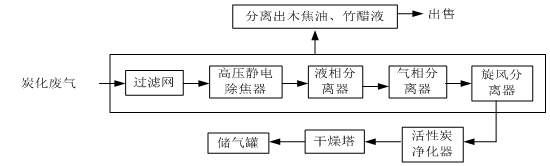 分离出木焦油、竹醋液
出售
炭化废气
过滤网
高压静电
除焦器
液相分
离器
气相分
离器
旋风分
离器
储气罐
干燥塔
活性炭
净化器